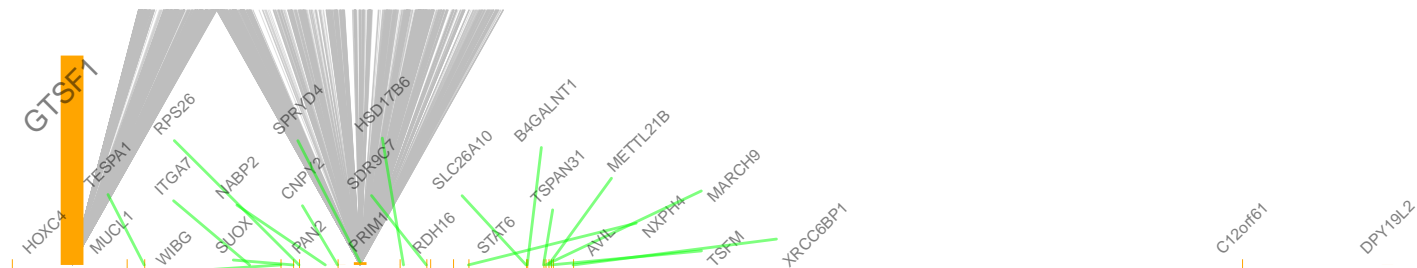 GTSF1
RPS26
SPRYD4
HSD17B6
B4GALNT1
TESPA1
ITGA7
NABP2
CNPY2
SDR9C7
SLC26A10
TSPAN31
METTL21B
MARCH9
HOXC4
MUCL1
WIBG
SUOX
PAN2
PRIM1
RDH16
STAT6
AVIL
NXPH4
TSFM
XRCC6BP1
C12orf61
DPY19L2